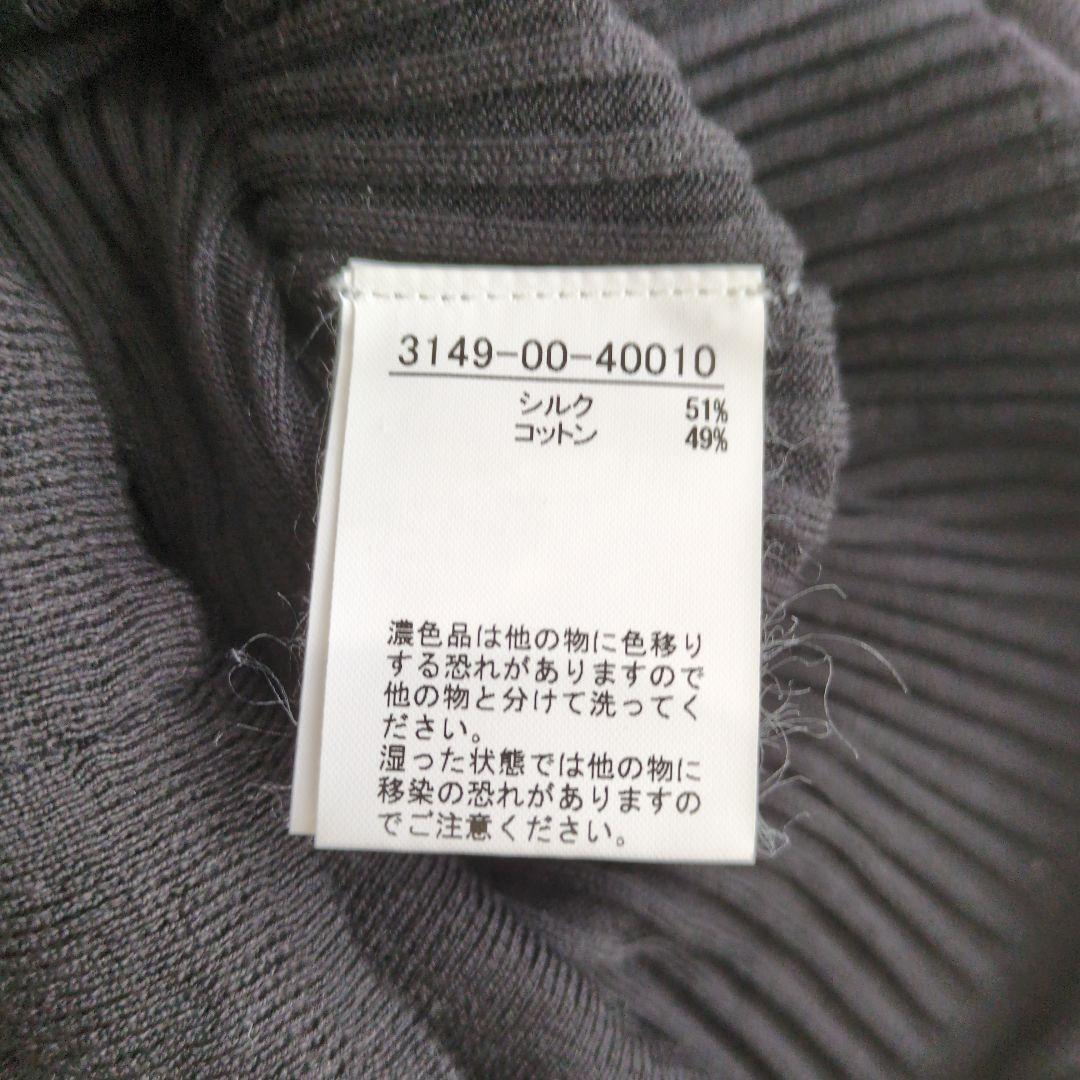 3149-00-40010
シルク 51%
コットン 49%
濃色品は他の物に色移り
する恐れがありますので
他の物と分けて洗ってく
ださい。
湿った状態では他の物に
移染の恐れがありますの
でご注意ください。